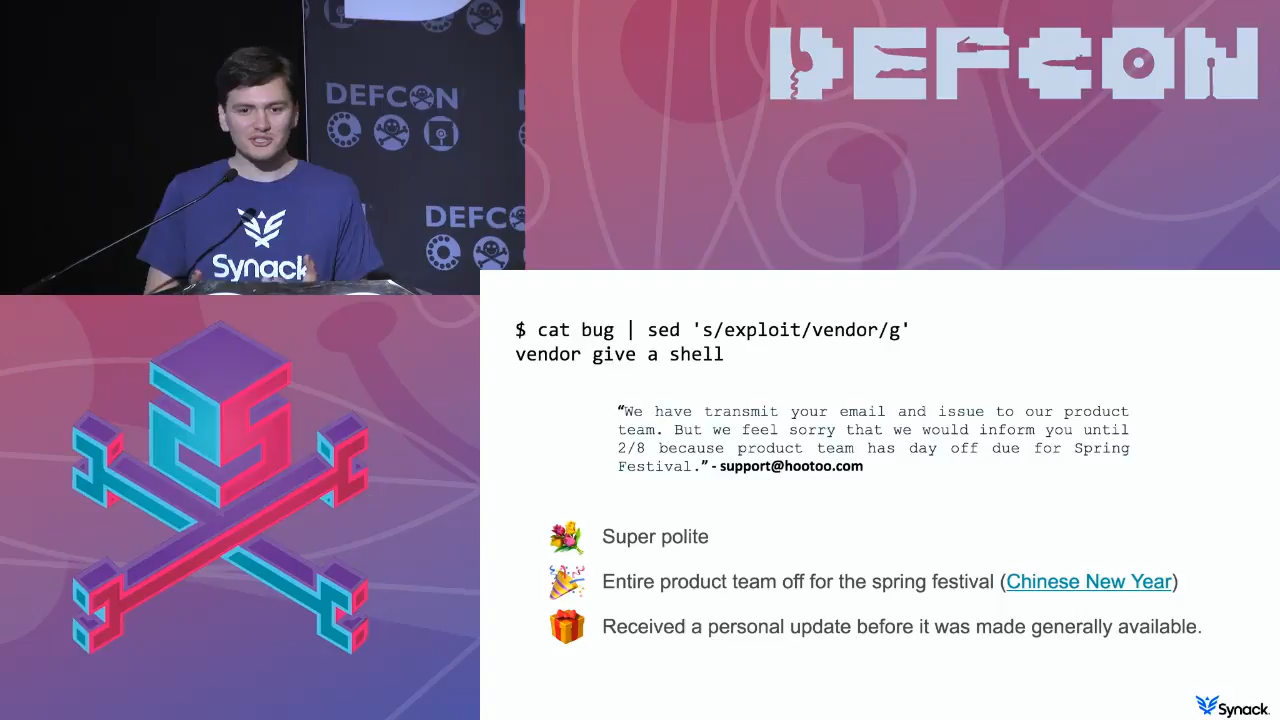 DEFCON
DEFCON
DEFCON
Synack
$ cat bug | sed 's/exploit/vendor/g'
vendor give a shell
“We have transmit your email and issue to our product
team. But we feel sorry that we would inform you until
2/8 because product team has day off due for Spring
Festival.” - support@hootoo.com
Super polite
Entire product team off for the spring festival (Chinese New Year)
Received a personal update before it was made generally available.
Synack.